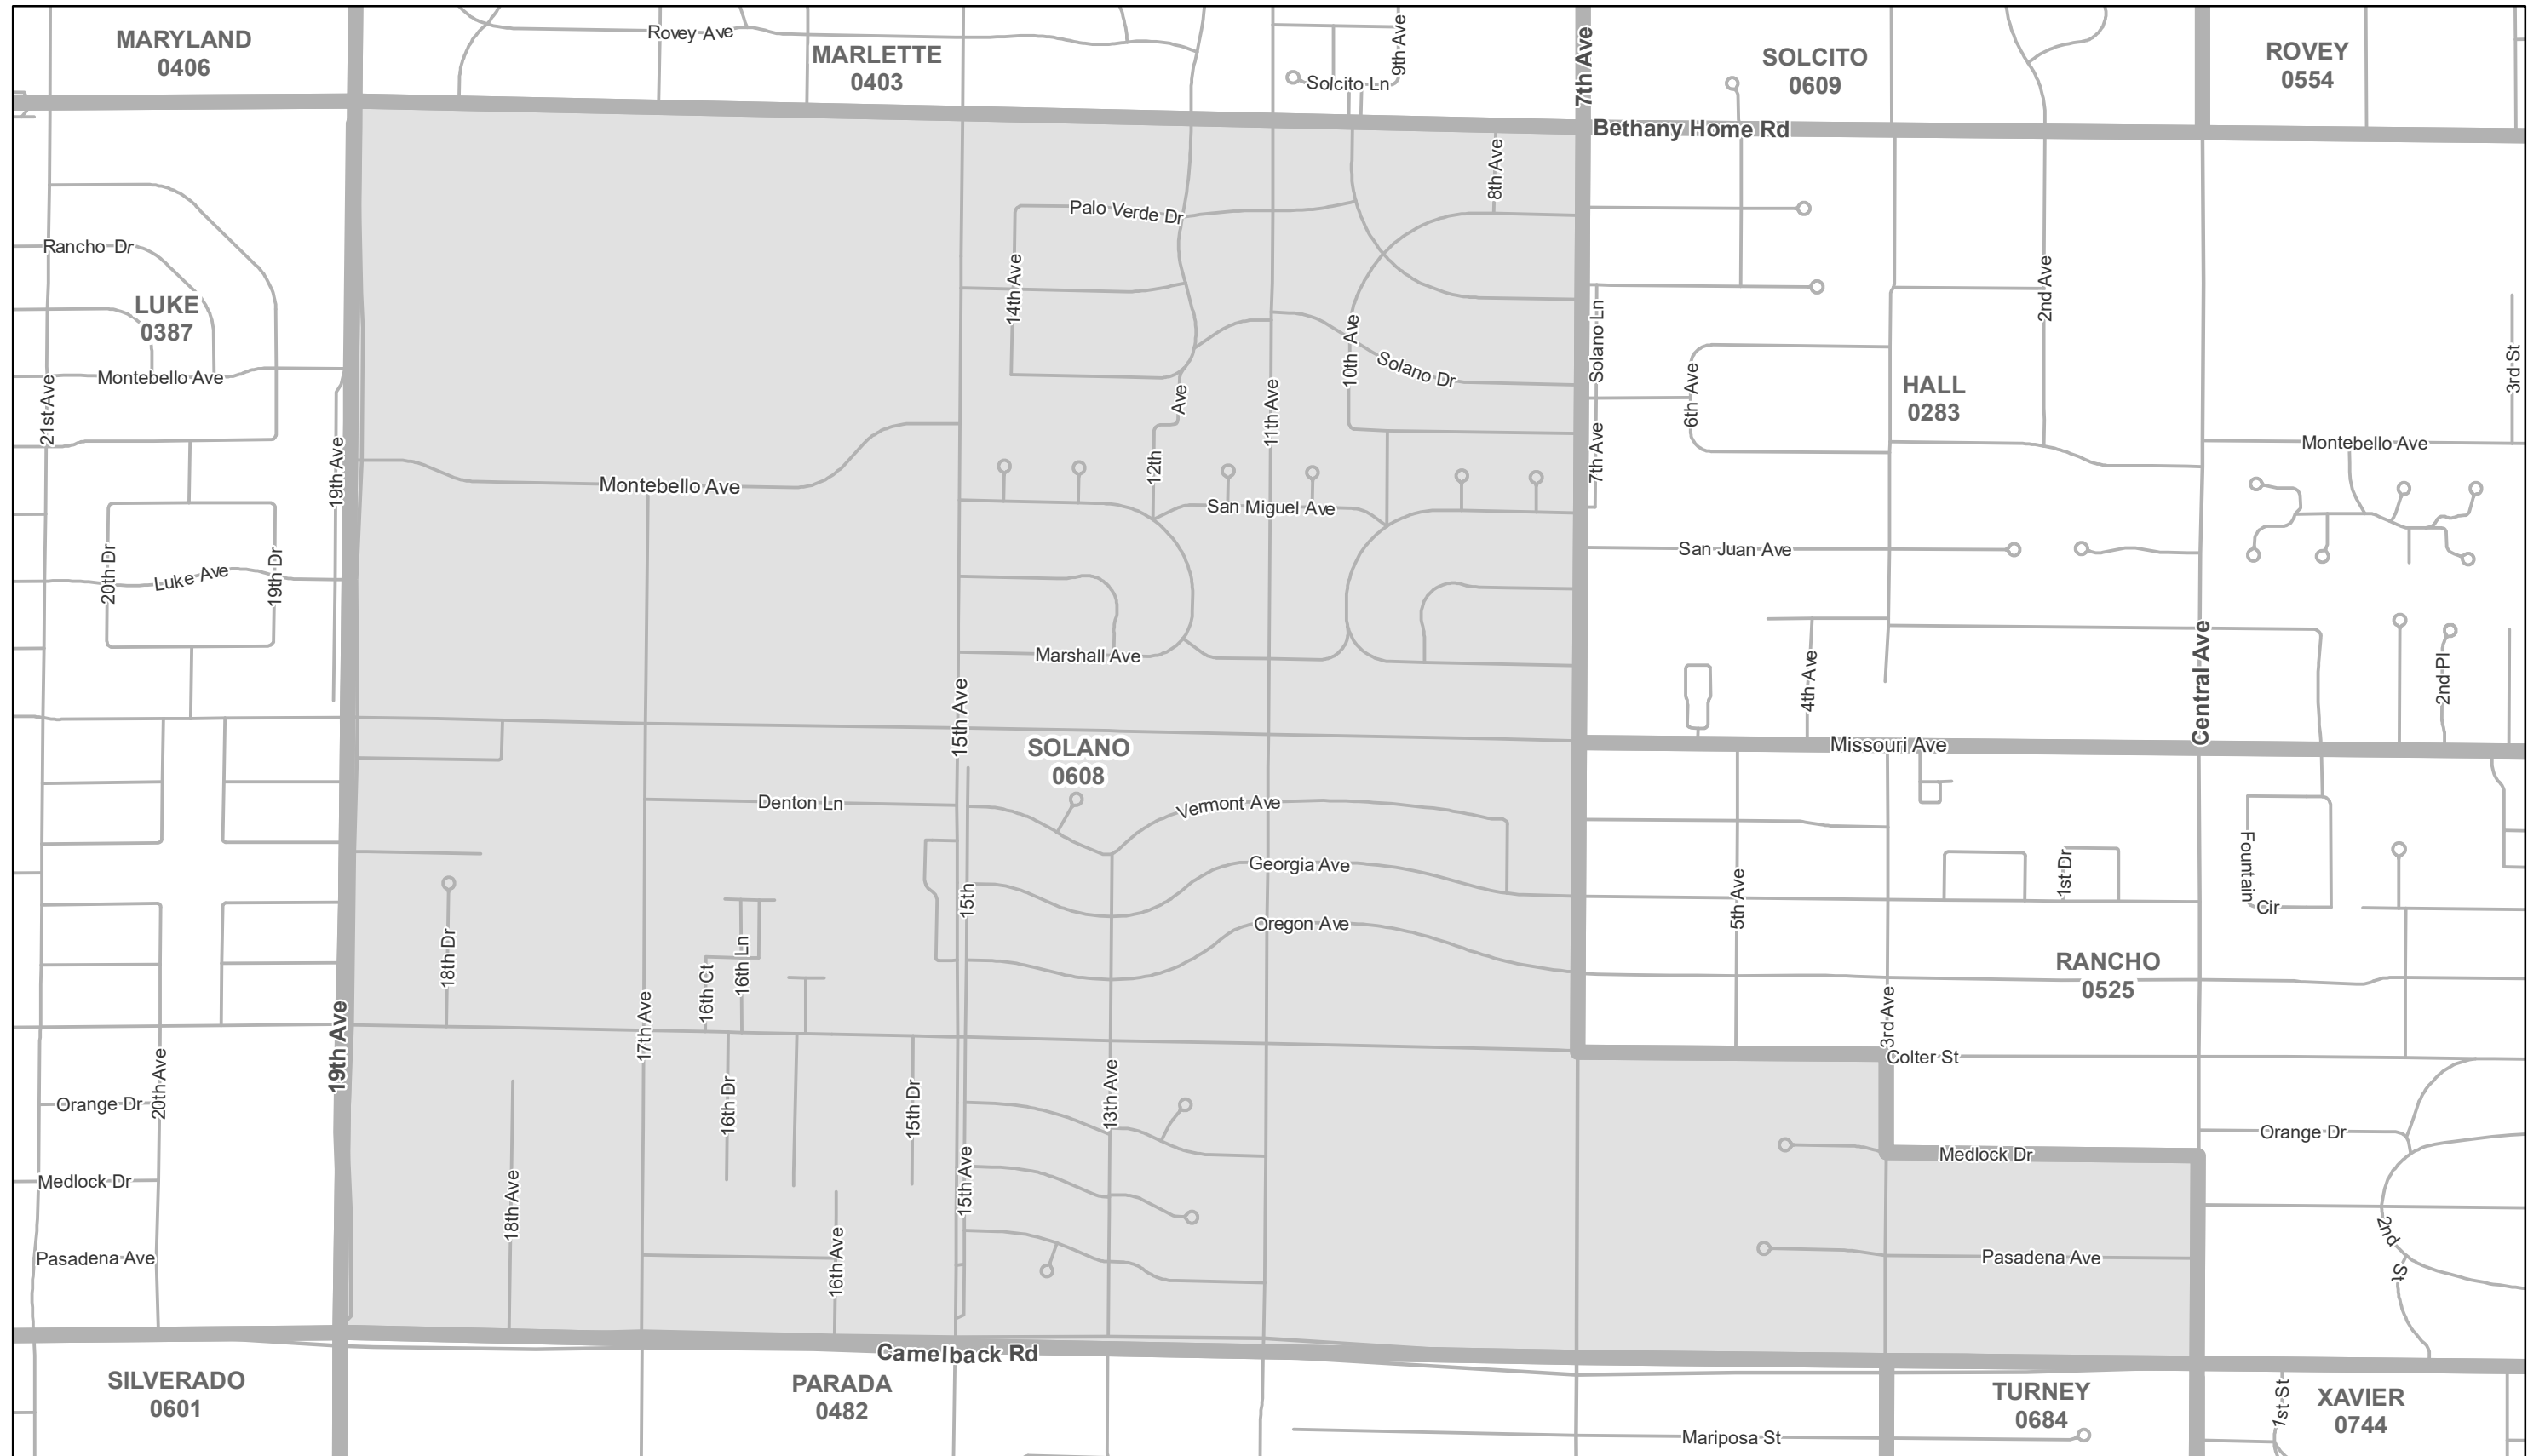 MARYLAND
0406
Rovey Ave
MARLETTE
0403
9th Ave
Solcito Ln
7th Ave
SOLCITO
0609
ROVEY
0554
Bethany Home Rd
8th Ave
Palo Verde Dr
Rancho Dr
14th Ave
2nd Ave
LUKE
0387
10th Ave
Solano Ln
Solano Dr
Montebello Ave
21st Ave
Ave
11th Ave
6th Ave
HALL
0283
3rd St
19th Ave
12th
7th Ave
Montebello Ave
Montebello Ave
San Miguel Ave
San Juan Ave
20th Dr
Luke Ave
19th Dr
Marshall Ave
4th Ave
Central Ave
2nd Pl
15th Ave
SOLANO
0608
Missouri Ave
Denton Ln
Vermont Ave
Georgia Ave
Fountain
Cir
1st Dr
15th
5th Ave
Oregon Ave
18th Dr
16th Ct
16th Ln
RANCHO
0525
17th Ave
3rd Ave
19th Ave
Colter St
20th Ave
Orange Dr
16th Dr
15th Dr
13th Ave
Orange Dr
Medlock Dr
Medlock Dr
18th Ave
15th Ave
2nd
St
Pasadena Ave
16th Ave
Pasadena Ave
Camelback Rd
SILVERADO
0601
PARADA
0482
TURNEY
0684
1st St
XAVIER
0744
Mariposa St